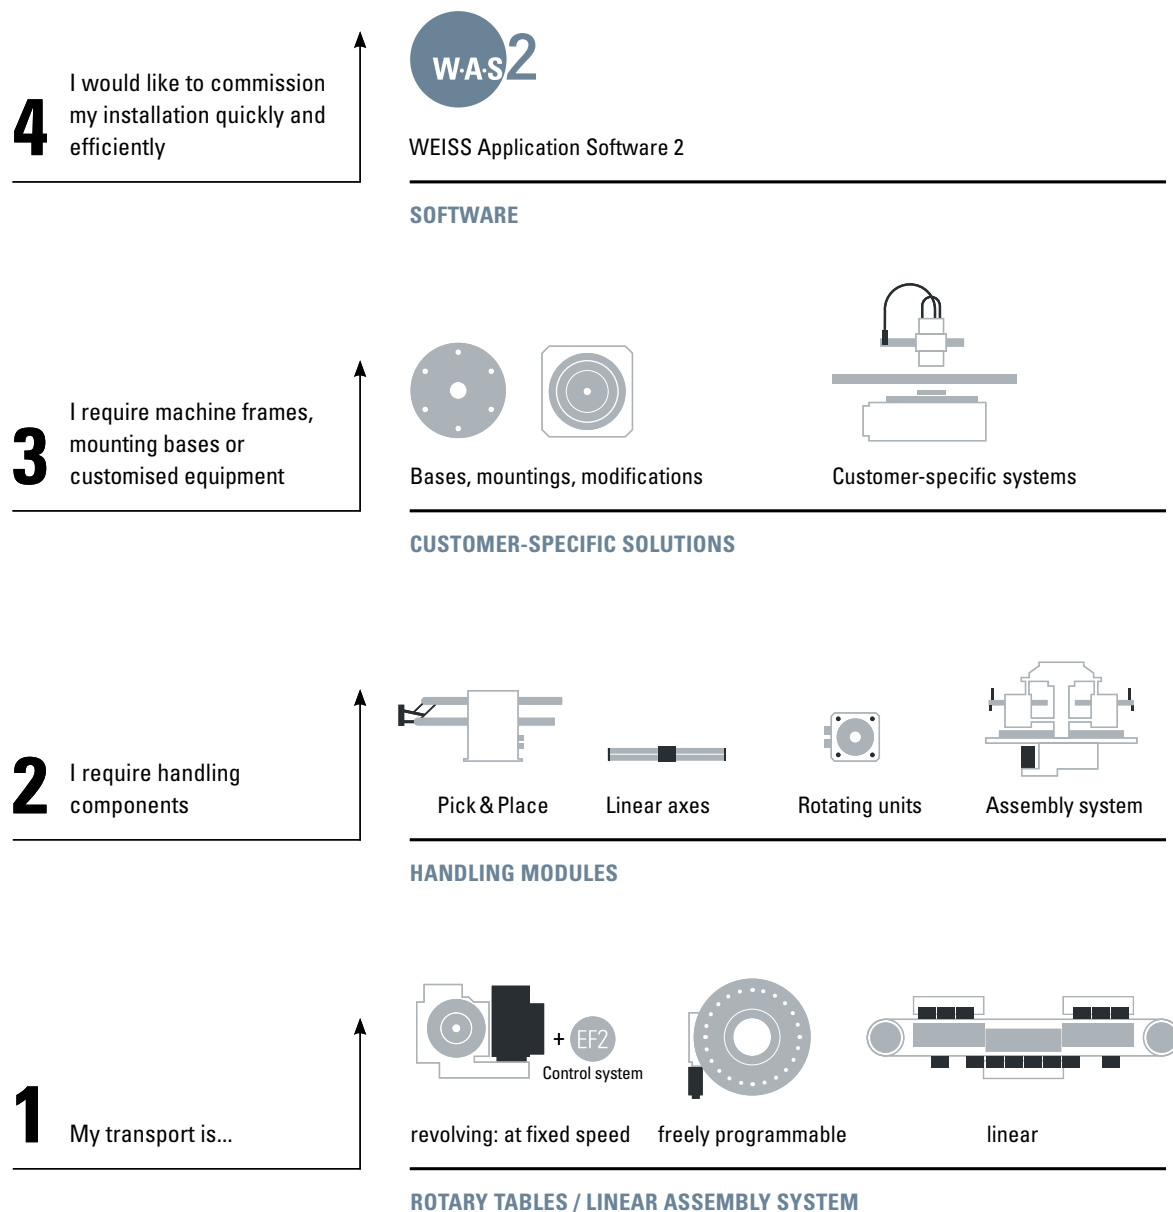 W·A·S 2
4
I would like to commission
my installation quickly and
efficiently
WEISS Application Software 2
SOFTWARE
3
I require machine frames,
mounting bases or
customised equipment
Bases, mountings, modifications
Customer-specific systems
CUSTOMER-SPECIFIC SOLUTIONS
2
I require handling
components
Pick & Place
Linear axes
Rotating units
Assembly system
HANDLING MODULES
1
My transport is...
+ EF2
Control system
revolving: at fixed speed
freely programmable
linear
ROTARY TABLES / LINEAR ASSEMBLY SYSTEM